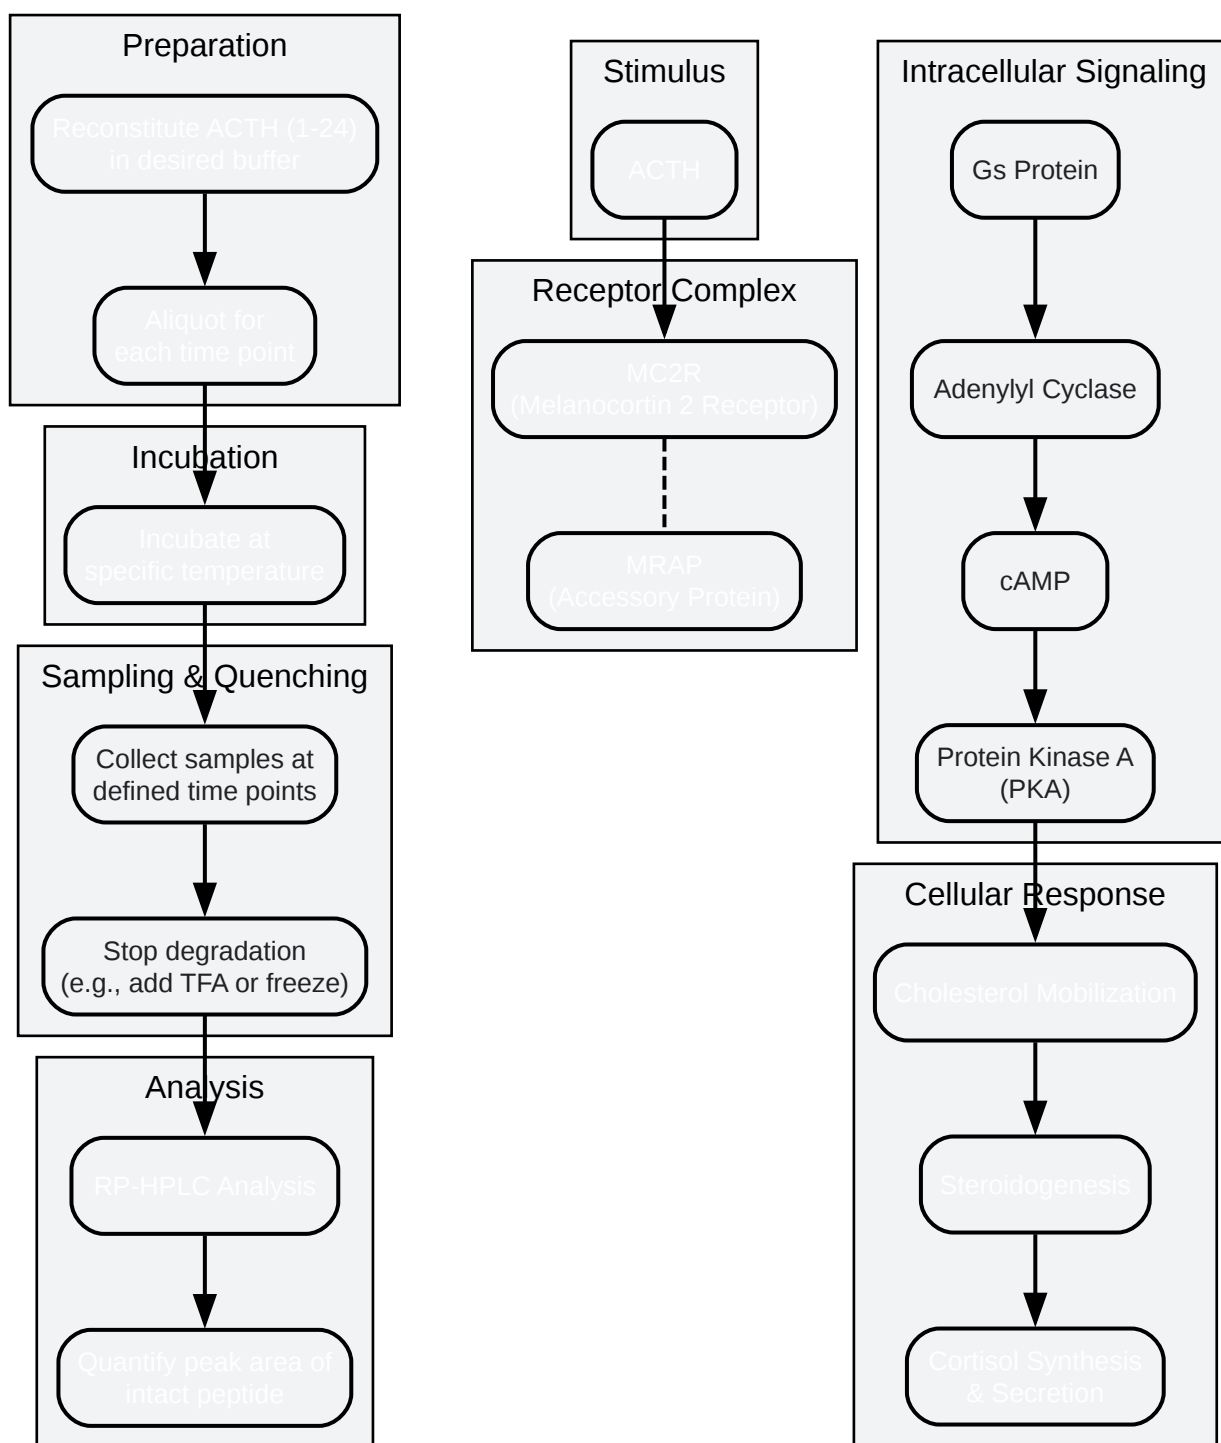 Preparation
Reconstitute ACTH (1-24)
in desired buffer
Aliquot for
each time point
Incubation
Incubate at
specific temperature
Sampling & Quenching
Collect samples at
defined time points
Stop degradation
(e.g., add TFA or freeze)
Analysis
RP-HPLC Analysis
Quantify peak area of
intact peptide
Stimulus
ACTH
Receptor Complex
MC2R
(Melanocortin 2 Receptor)
MRAP
(Accessory Protein)
Intracellular Signaling
Gs Protein
Adenylyl Cyclase
cAMP
Protein Kinase A
(PKA)
Cellular Response
Cholesterol Mobilization
Steroidogenesis
Cortisol Synthesis
& Secretion